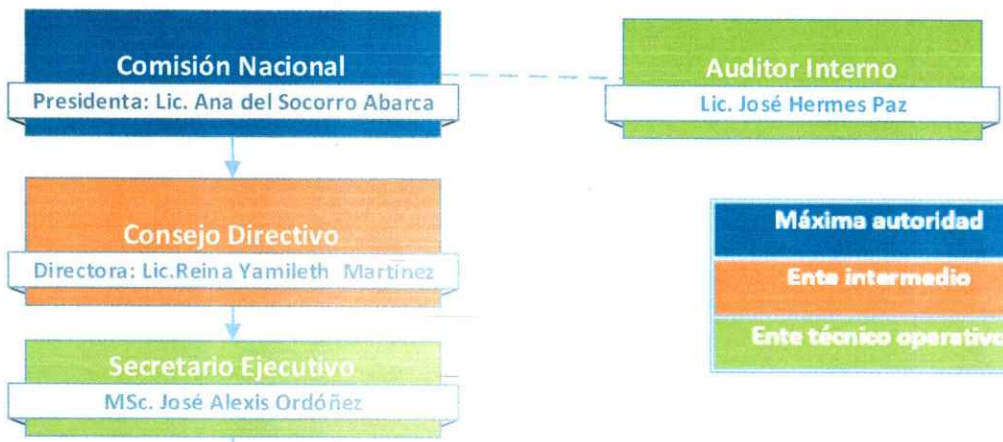 Comisión Nacional
Presidenta: Lic. Ana del Socorro Abarca
Auditor Interno
Lic. José Hermes Paz
Consejo Directivo
Directora: Lic.Reina Yamileth Martínez
Secretario Ejecutivo
MSc. José Alexis Ordóñez
Máxima autoridad
Ente intermedio
Ente técnico operativo